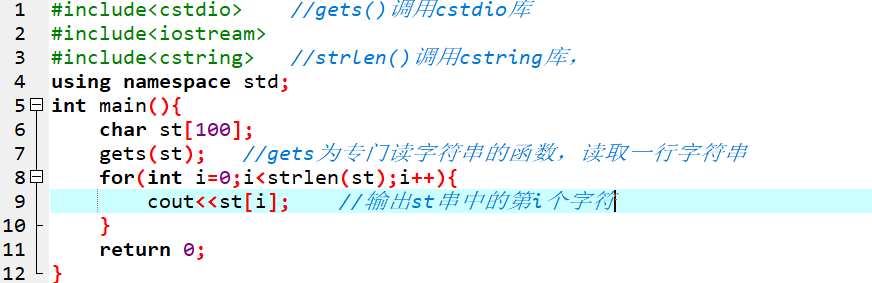 1 #include<cstdio> //gets()调用cstdio库
2 #include<iostream>
3 #include<cstring> //strlen()调用cstring库，
4 using namespace std;
5 int main(){
6 char st[100];
7 gets(st); //gets为专门读字符串的函数，读取一行字符串
8 for(int i=0;i<strlen(st);i++){
9 cout<<st[i]; //输出st串中的第i个字符
10 }
11 return 0;
12 }